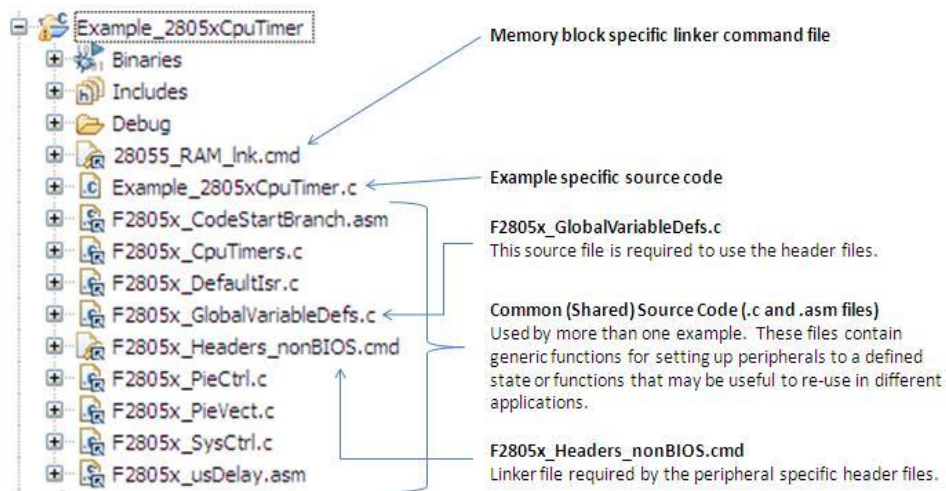 Example_2805xCpuTimer
Binaries
Includes
Debug
28055_RAM_lnk.cmd
Example_2805xCpuTimer.c
F2805x_CodeStartBranch.asm
F2805x_CpuTimers.c
F2805x_DefaultIsr.c
F2805x_GlobalVariableDefs.c
F2805x_Headers_nonBIOS.cmd
F2805x_PieCtrl.c
F2805x_PieVect.c
F2805x_SysCtrl.c
F2805x_usDelay.asm
Memory block specific linker command file
Example specific source code
F2805x_GlobalVariableDefs.c
This source file is required to use the header files.
Common (Shared) Source Code (.c and .asm files)
Used by more than one example. These files contain
generic functions for setting up peripherals to a defined
state or functions that may be useful to re-use in different
applications.
F2805x_Headers_nonBIOS.cmd
Linker file required by the peripheral specific header files.